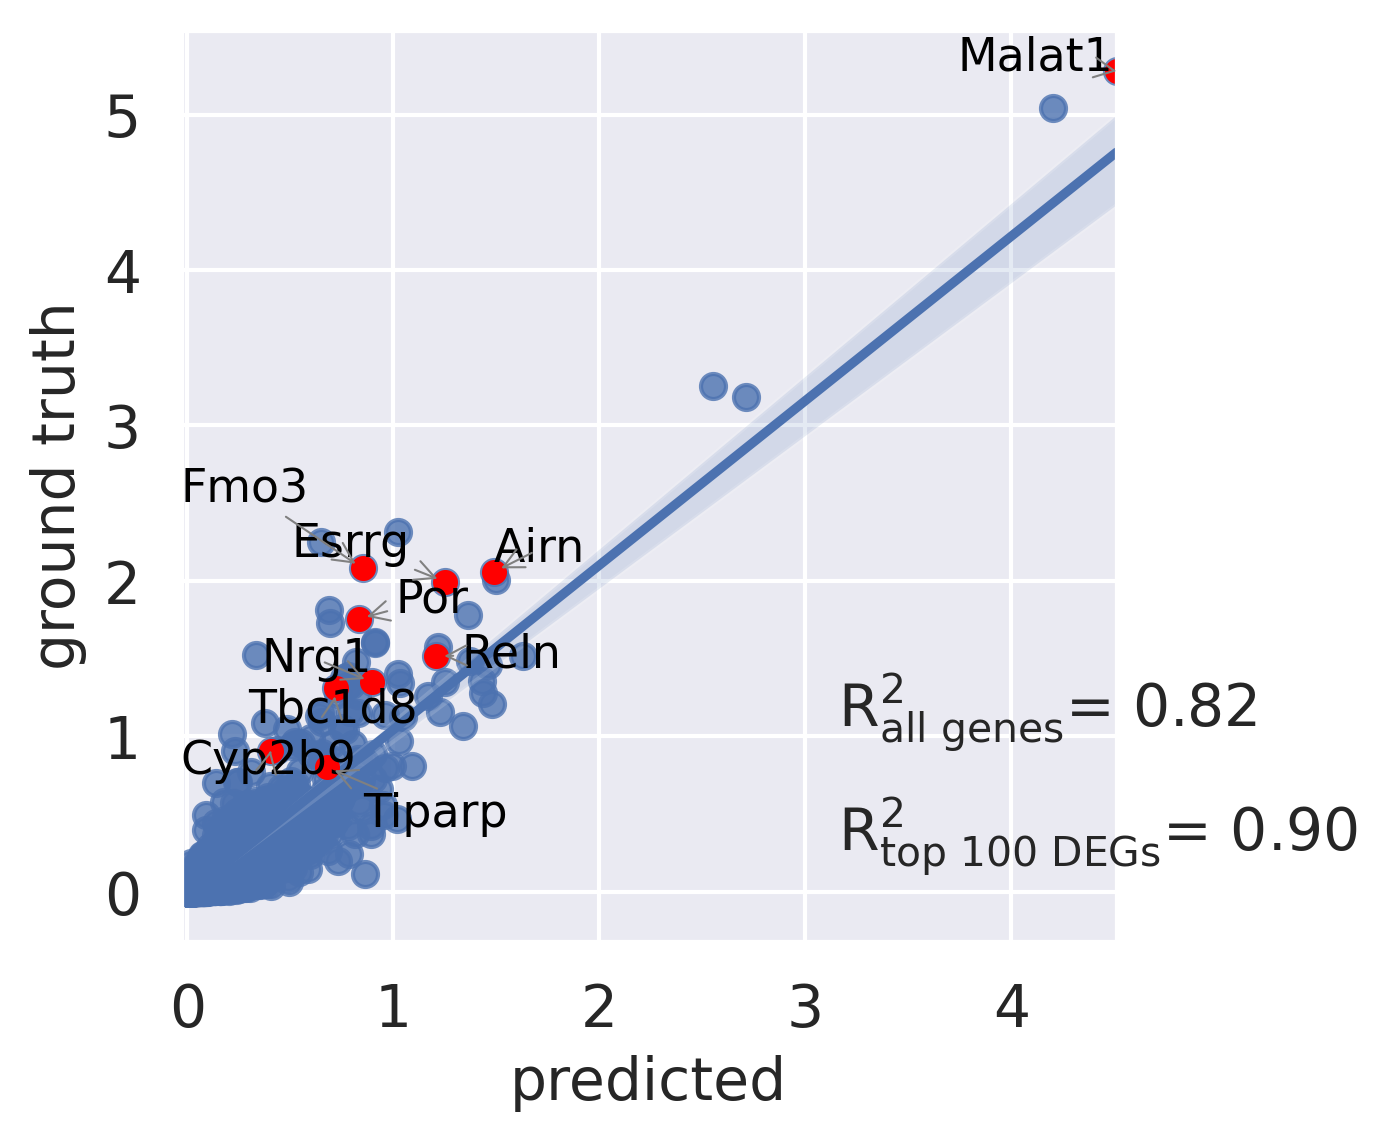 Malat1
5
4
3
2
1
0
ground truth
Fmo3
Esrrg
Airn
Por
Nrg1
Reln
Tbc1d8
Cyp2b9
Tiparp
R²all genes = 0.82
R²top 100 DEGs = 0.90
0 1 2 3 4
predicted